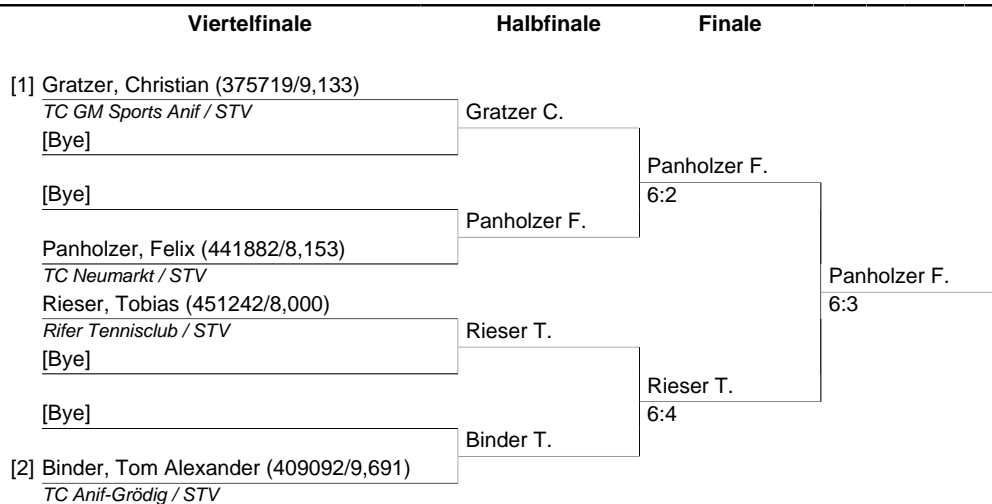 Viertelfinale Halbfinale Finale
[1] Gratzer, Christian (375719/9,133)
TC GM Sports Anif / STV
Gratzer C.
[Bye]
Panholzer F.
[Bye]
6:2
Panholzer F.
Panholzer, Felix (441882/8,153)
TC Neumarkt / STV
Panholzer F.
Rieser, Tobias (451242/8,000)
6:3
Rifer Tennisclub / STV
Rieser T.
[Bye]
Rieser T.
[Bye]
6:4
Binder T.
[2] Binder, Tom Alexander (409092/9,691)
TC Anif-Grödig / STV